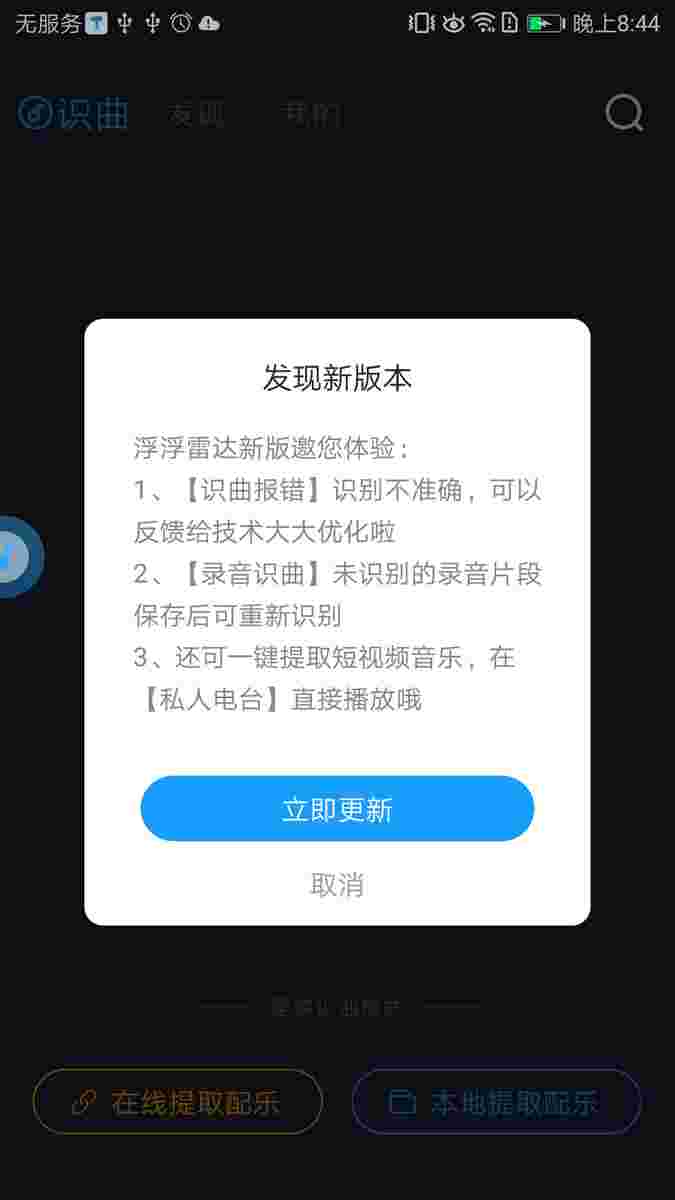 无服务
晚上8:44
识曲 发现 我的
发现新版本
浮浮雷达新版邀您体验：
1、【识曲报错】识别不准确，可以
反馈给技术大大优化啦
2、【录音识曲】未识别的录音片段
保存后可重新识别
3、还可一键提取短视频音乐，在
【私人电台】直接播放哦
立即更新
取消
在线提取配乐
本地提取配乐